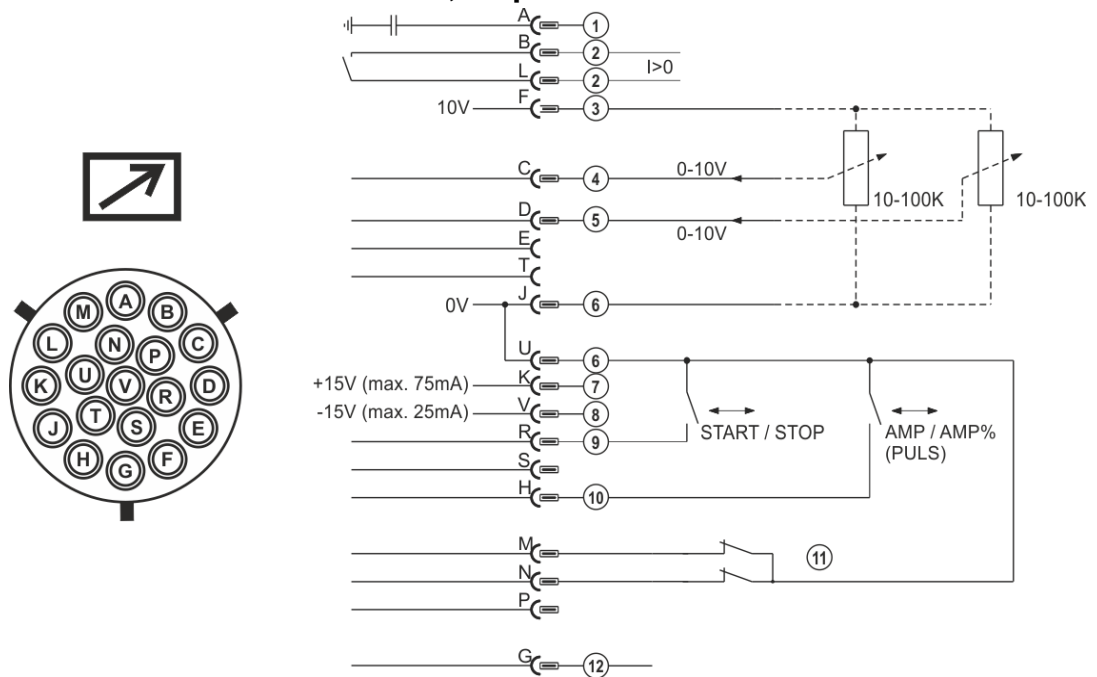 A 1
B 2
I>0
L 2
10V F 3
C 4 0-10V
10-100K 10-100K
D 5
0-10V
E
T
0V J 6
U 6
+15V (max. 75mA) K 7
-15V (max. 25mA) V 8
START / STOP AMP / AMP%
R 9
(PULS)
S
H 10
M 11
N
P
G 12
A
M B
N
L C
P
U
K V D
R
T
J S E
H F
G